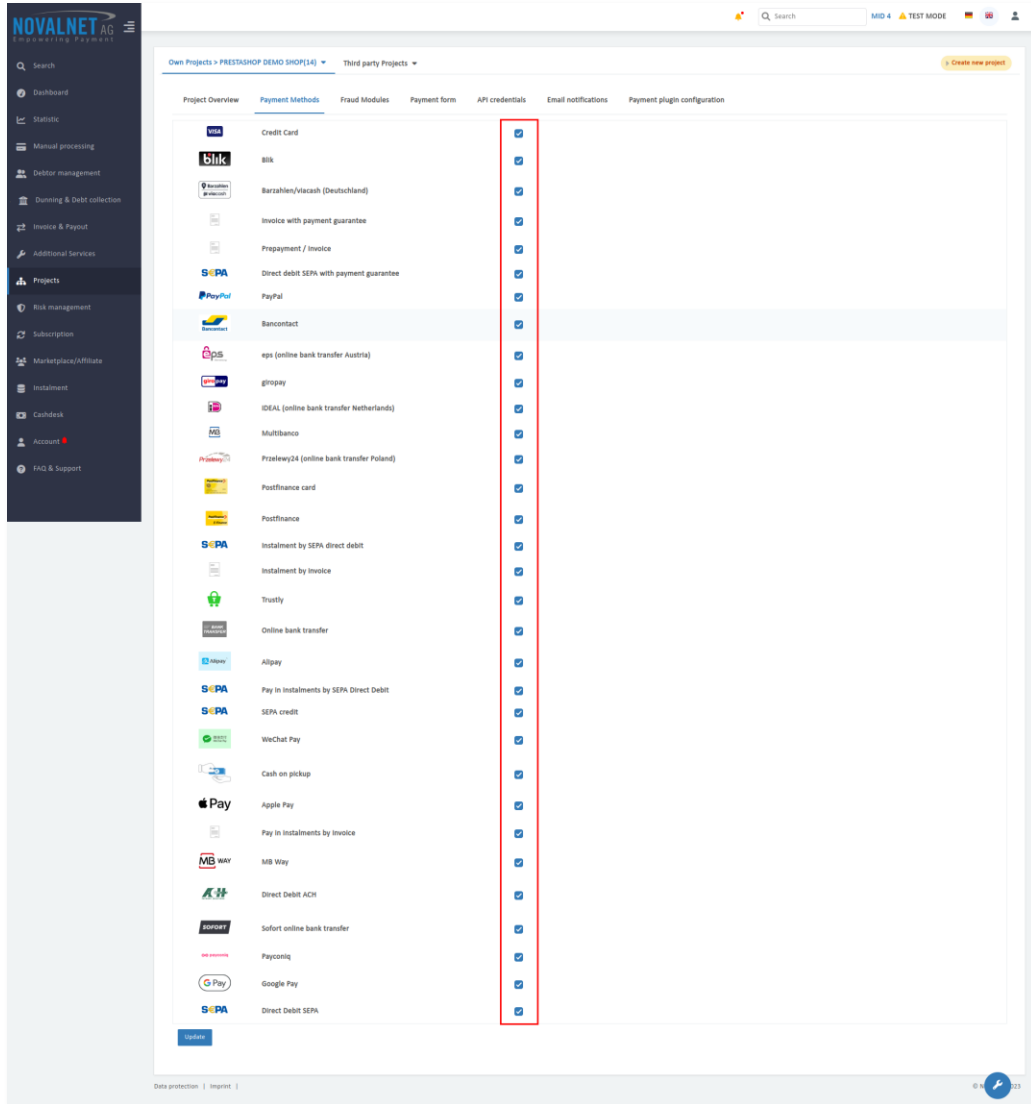 NOVALNET AG
Empowering Payment
Search
MID 4 TEST MODE
Search
Dashboard
Statistic
Manual processing
Debtor management
Dunning & Debt collection
Invoice & Payout
Additional Services
Projects
Risk management
Subscription
Marketplace/Affiliate
Instalment
Cashdesk
Account
FAQ & Support
Own Projects > PRESTASHOP DEMO SHOP(14) Third party Projects
> Create new project
Project Overview Payment Methods Fraud Modules Payment form API credentials Email notifications Payment plugin configuration
VISA Credit Card
blik Blik
Barzahlen viacash Barzahlen/viacash (Deutschland)
Invoice with payment guarantee
Prepayment / Invoice
SEPA Direct debit SEPA with payment guarantee
PayPal PayPal
Bancontact Bancontact
eps eps (online bank transfer Austria)
giropay giropay
iDEAL (online bank transfer Netherlands)
MB Multibanco
Przelewy24 (online bank transfer Poland)
Postfinance card
Postfinance
SEPA Instalment by SEPA direct debit
Instalment by Invoice
Trustly
BANK TRANSFER Online bank transfer
Alipay Alipay
SEPA Pay in instalments by SEPA Direct Debit
SEPA SEPA credit
WeChat Pay
Cash on pickup
Pay Apple Pay
Pay in instalments by Invoice
MB WAY MB Way
ACH Direct Debit ACH
SOFORT Sofort online bank transfer
payconiq Payconiq
G Pay Google Pay
SEPA Direct Debit SEPA
Update
Data protection | Imprint |
© N 023